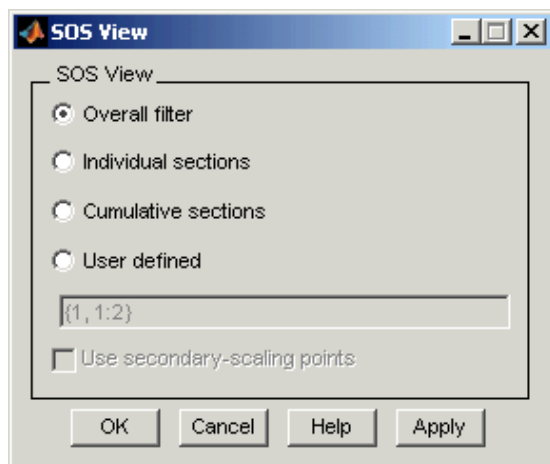 SOS View
SOS View
Overall filter
Individual sections
Cumulative sections
User defined
{1, 1:2}
Use secondary-scaling points
OK Cancel Help Apply